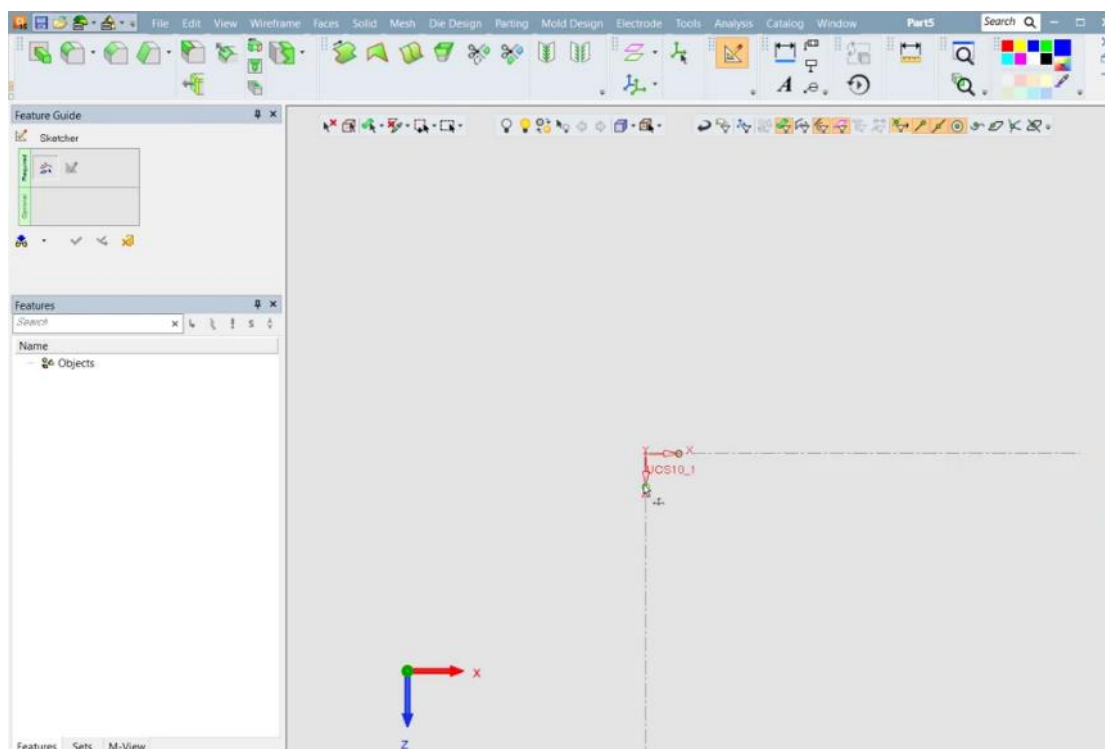 File Edit View Wireframe Faces Solid Mesh Die Design Parting Mold Design Electrode Tools Analysis Catalog Window Part5 Search
A
Feature Guide
Sketcher
Required
Optional
Features
Search
S
Name
Objects
Y X
UCS10_1
X
Z
Features Sets M-View